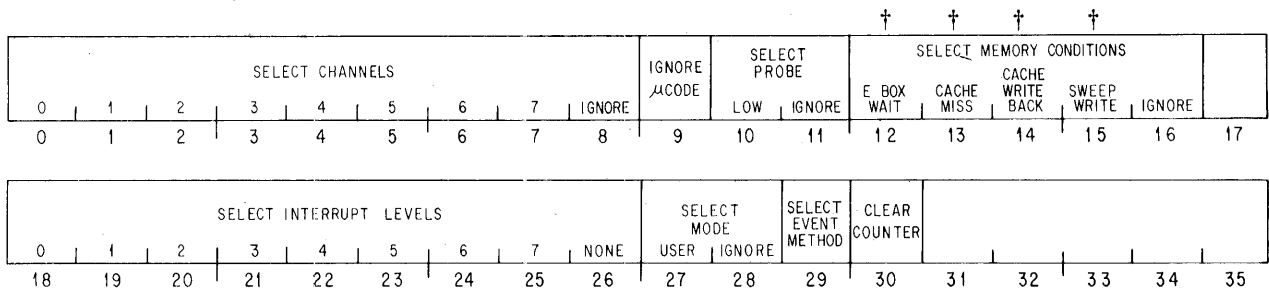 † † † †
SELECT CHANNELS IGNORE μCODE SELECT PROBE SELECT MEMORY CONDITIONS
0 1 2 3 4 5 6 7 IGNORE LOW IGNORE E BOX WAIT CACHE MISS CACHE WRITE BACK SWEEP WRITE IGNORE
0 1 2 3 4 5 6 7 8 9 10 11 12 13 14 15 16 17
SELECT INTERRUPT LEVELS SELECT MODE SELECT EVENT METHOD CLEAR COUNTER
0 1 2 3 4 5 6 7 NONE USER IGNORE
18 19 20 21 22 23 24 25 26 27 28 29 30 31 32 33 34 35